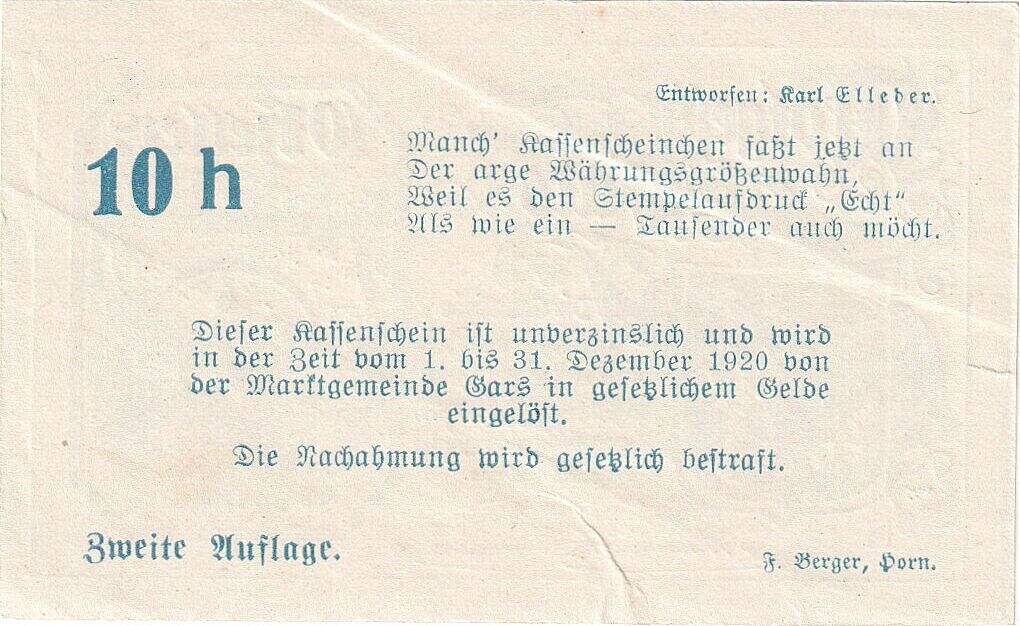 Entworfen: Karl Elleder.
10 h
Manch' Kassenscheinchen faßt jetzt an
Der arge Währungsgrößenwahn,
Weil es den Stempelaufdruck „Echt“
Als wie ein — Tausender auch möcht.
Dieser Kassenschein ist unverzinslich und wird
in der Zeit vom 1. bis 31. Dezember 1920 von
der Marktgemeinde Gars in gesetzlichem Gelde
eingelöst.
Die Nachahmung wird gesetzlich bestraft.
Zweite Auflage.
F. Berger, Horn.